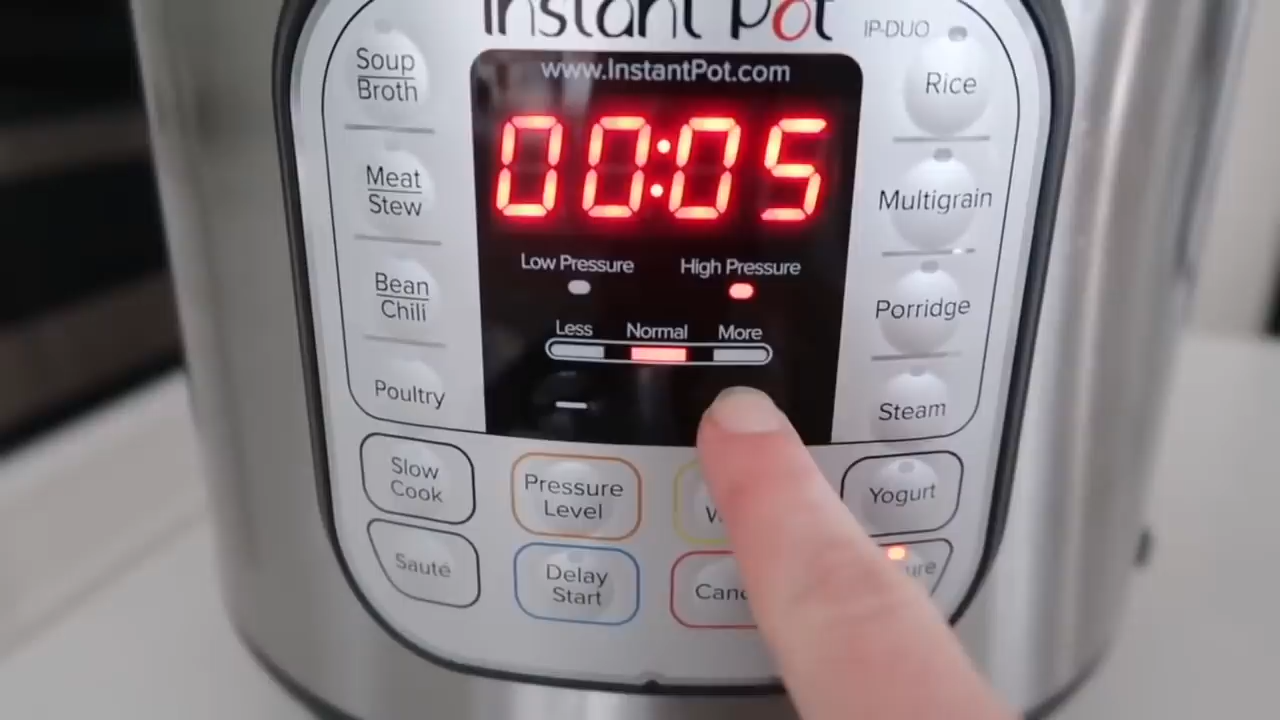 Instant Pot
IP-DUO
www.InstantPot.com
00:05
Low Pressure
High Pressure
Less
Normal
More
−
Soup
Broth
Meat
Stew
Bean
Chili
Poultry
Rice
Multigrain
Porridge
Steam
Slow
Cook
Pressure
Level
Yogurt
Sauté
Delay
Start